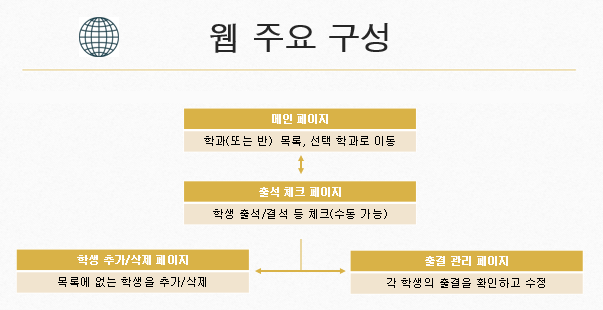 웹 주요 구성
메인 페이지
학과(또는 반) 목록, 선택 학과로 이동
출석 체크 페이지
학생 출석/결석 등 체크(수동 가능)
학생 추가/삭제 페이지
목록에 없는 학생을 추가/삭제
출결 관리 페이지
각 학생의 출결을 확인하고 수정